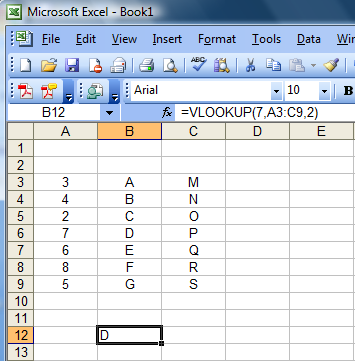 Microsoft Excel - Book1
File Edit View Insert Format Tools Data
Arial 10 B
B12 fx =VLOOKUP(7,A3:C9,2)
A B C D E
1
2
3 3 A M
4 4 B N
5 2 C O
6 7 D P
7 6 E Q
8 8 F R
9 5 G S
10
11
12 D
13